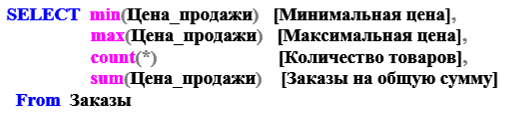 SELECT min(Цена_продажи) [Минимальная цена],
max(Цена_продажи) [Максимальная цена],
count(*) [Количество товаров],
sum(Цена_продажи) [Заказы на общую сумму]
From Заказы